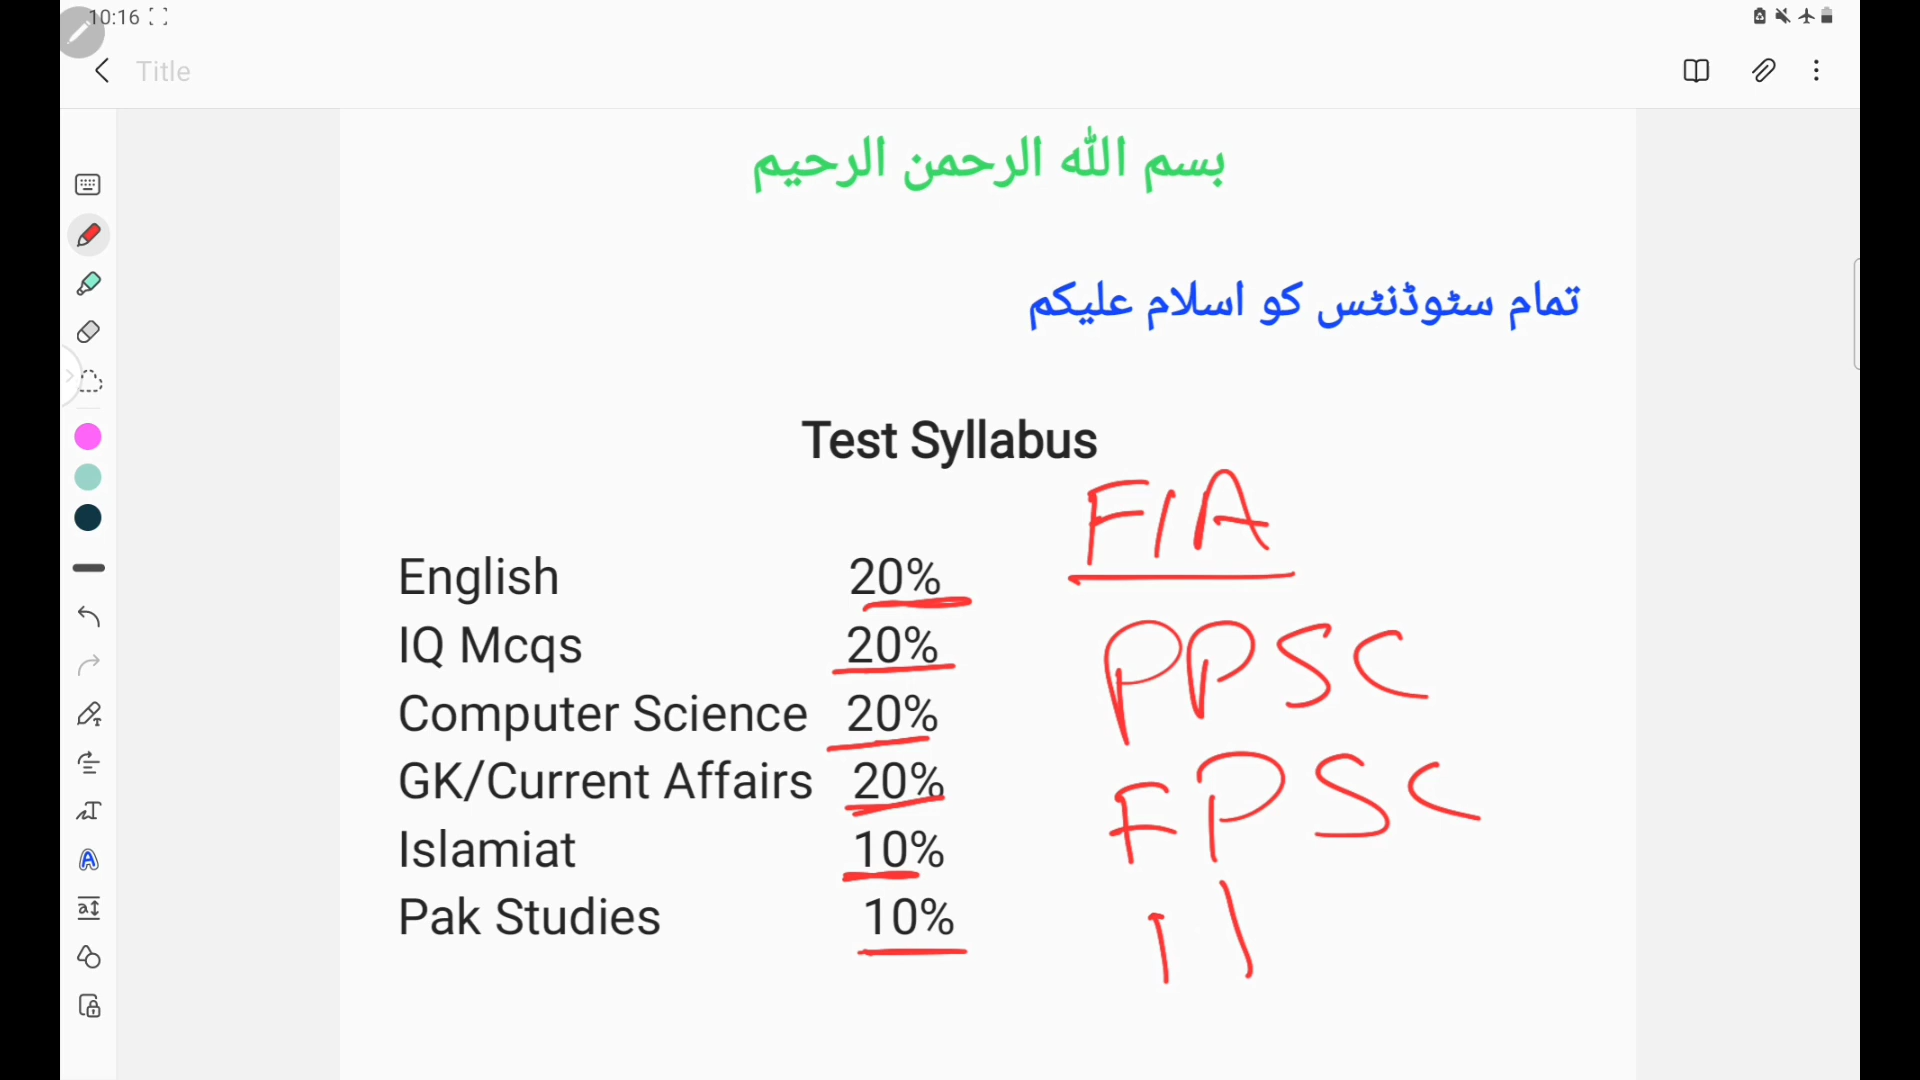 10:16
Title
بسم الله الرحمن الرحیم
تمام سٹوڈنٹس کو اسلام علیکم
Test Syllabus
FIA
English 20%
IQ Mcqs 20%
PPSC
Computer Science 20%
GK/Current Affairs 20%
FPSC
Islamiat 10%
Pak Studies 10%